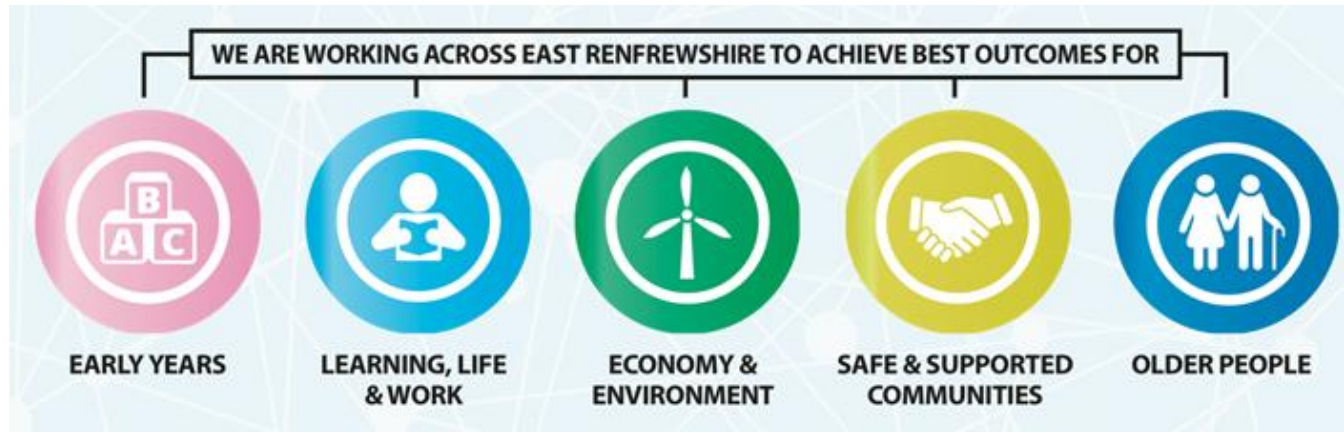 WE ARE WORKING ACROSS EAST RENFREWSHIRE TO ACHIEVE BEST OUTCOMES FOR
B
A C
EARLY YEARS
LEARNING, LIFE
& WORK
ECONOMY &
ENVIRONMENT
SAFE & SUPPORTED
COMMUNITIES
OLDER PEOPLE